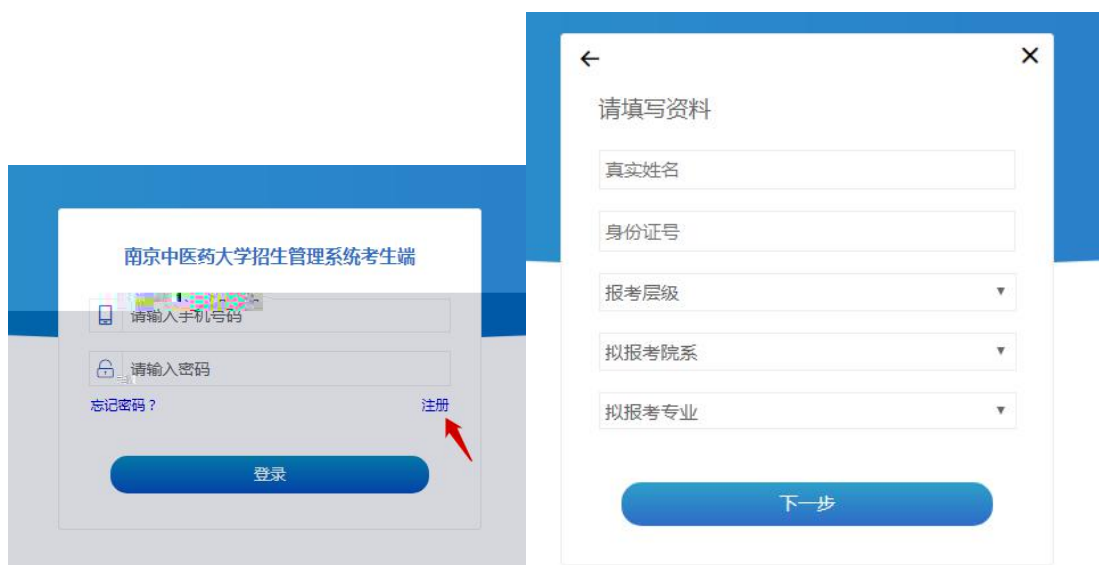 南京中医药大学招生管理系统考生端
请输入手机号码
请输入密码
忘记密码？
注册
登录
请填写资料
真实姓名
身份证号
报考层级
拟报考院系
拟报考专业
下一步